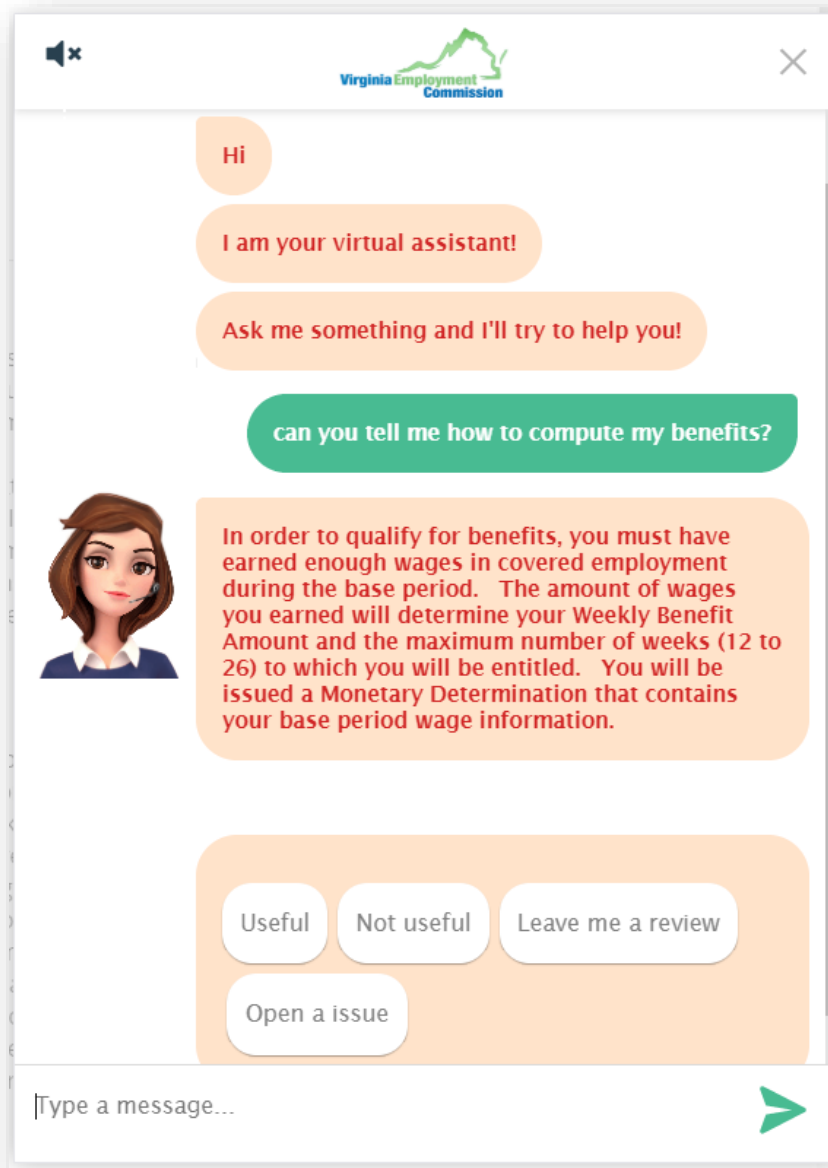 Virginia Employment
Commission
Hi
I am your virtual assistant!
Ask me something and I'll try to help you!
can you tell me how to compute my benefits?
In order to qualify for benefits, you must have
earned enough wages in covered employment
during the base period.   The amount of wages
you earned will determine your Weekly Benefit
Amount and the maximum number of weeks (12 to
26) to which you will be entitled.   You will be
issued a Monetary Determination that contains
your base period wage information.
Useful
Not useful
Leave me a review
Open a issue
Type a message...